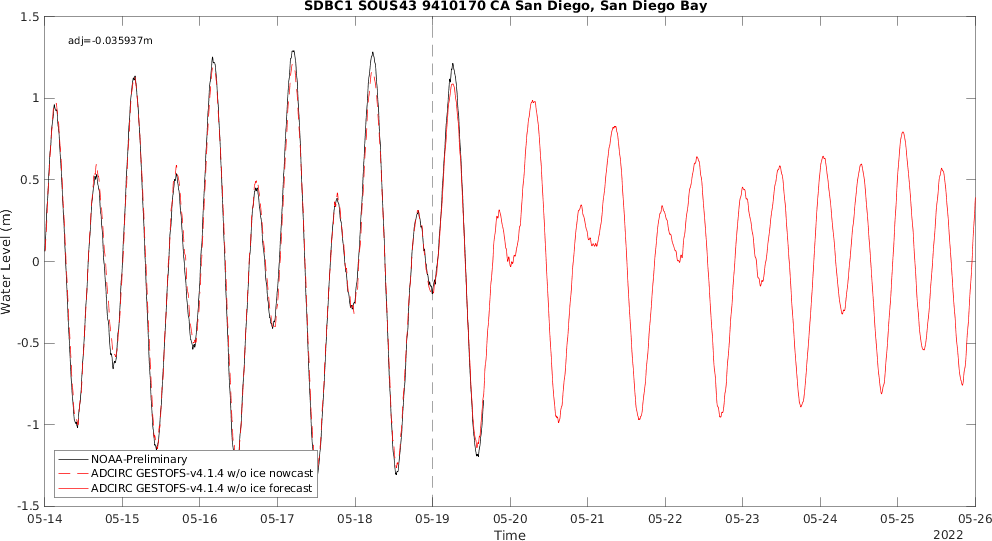 SDBC1 SOUS43 9410170 CA San Diego, San Diego Bay
adj=-0.035937m
Water Level (m)
1.5
1
0.5
0
-0.5
-1
-1.5
NOAA-Preliminary
ADCIRC GESTOFS-v4.1.4 w/o ice nowcast
ADCIRC GESTOFS-v4.1.4 w/o ice forecast
05-14 05-15 05-16 05-17 05-18 05-19 05-20 05-21 05-22 05-23 05-24 05-25 05-26
Time
2022